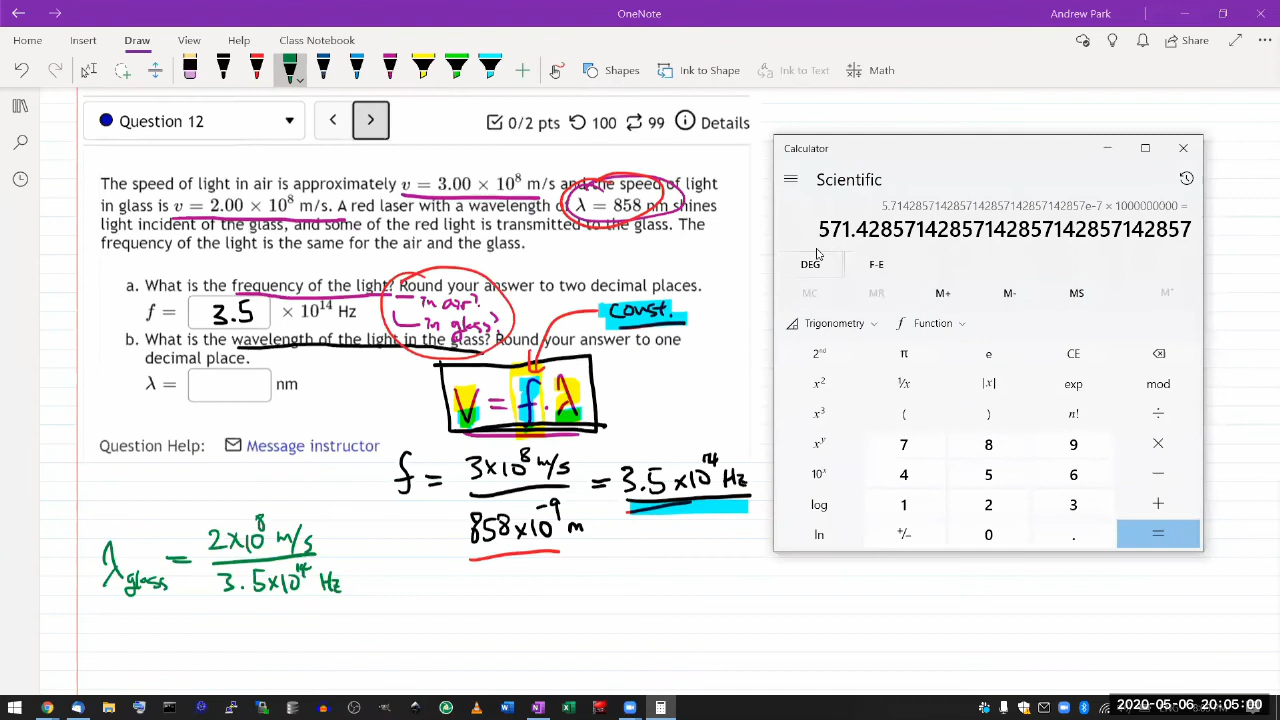 OneNote
Andrew Park
Home Insert Draw View Help Class Notebook
Share
Shapes Ink to Shape Ink to Text Math
Question 12
0/2 pts 100 99 Details
The speed of light in air is approximately v = 3.00 × 10⁸ m/s and the speed of light
in glass is v = 2.00 × 10⁸ m/s. A red laser with a wavelength of λ = 858 nm shines
light incident of the glass, and some of the red light is transmitted to the glass. The
frequency of the light is the same for the air and the glass.
a. What is the frequency of the light? Round your answer to two decimal places.
in air?
f = 3.5 × 10¹⁴ Hz
in glass?
const.
b. What is the wavelength of the light in the glass? Round your answer to one
decimal place.
λ = nm
V = f · λ
Question Help: Message instructor
f = 3×10⁸ m/s / 858×10⁻⁹ m = 3.5×10¹⁴ Hz
λglass = 2×10⁸ m/s / 3.5×10¹⁴ Hz
Calculator
Scientific
5.7142857142857142857142857142857e-7 × 1000000000 =
571.42857142857142857142857142857
DEG F-E
MC MR M+ M- MS M˅
Trigonometry Function
2ⁿᵈ π e CE
x² ¹/x |x| exp mod
x³ ( ) n! ÷
xʸ 7 8 9 ×
10ˣ 4 5 6 −
log 1 2 3 +
ln +/− 0 . =
2020-05-06 20:05:00